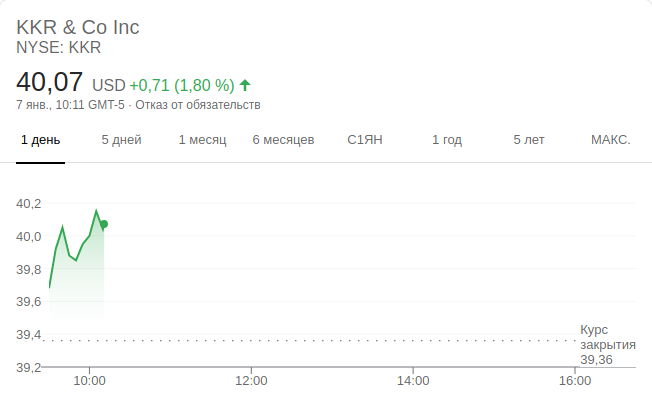 KKR & Co Inc
NYSE: KKR
40,07 USD +0,71 (1,80 %)
7 янв., 10:11 GMT-5 · Отказ от обязательств
1 день 5 дней 1 месяц 6 месяцев С1ЯН 1 год 5 лет МАКС.
40,2
40,0
39,8
39,6
39,4
39,2
Курс
закрытия
39,36
10:00 12:00 14:00 16:00